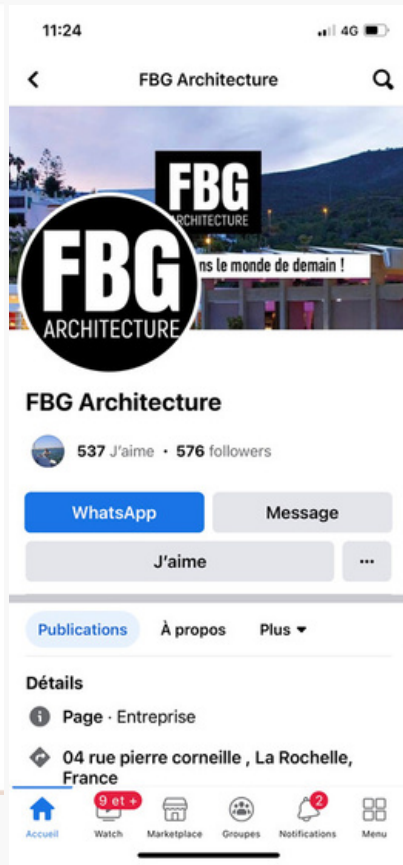 11:24
4G
FBG Architecture
FBG
ARCHITECTURE
ns le monde de demain !
FBG
ARCHITECTURE
FBG Architecture
537 J'aime · 576 followers
WhatsApp
Message
J'aime
...
Publications
À propos
Plus
Détails
Page · Entreprise
04 rue pierre corneille , La Rochelle,
France
9 et +
2
Accueil
Watch
Marketplace
Groupes
Notifications
Menu